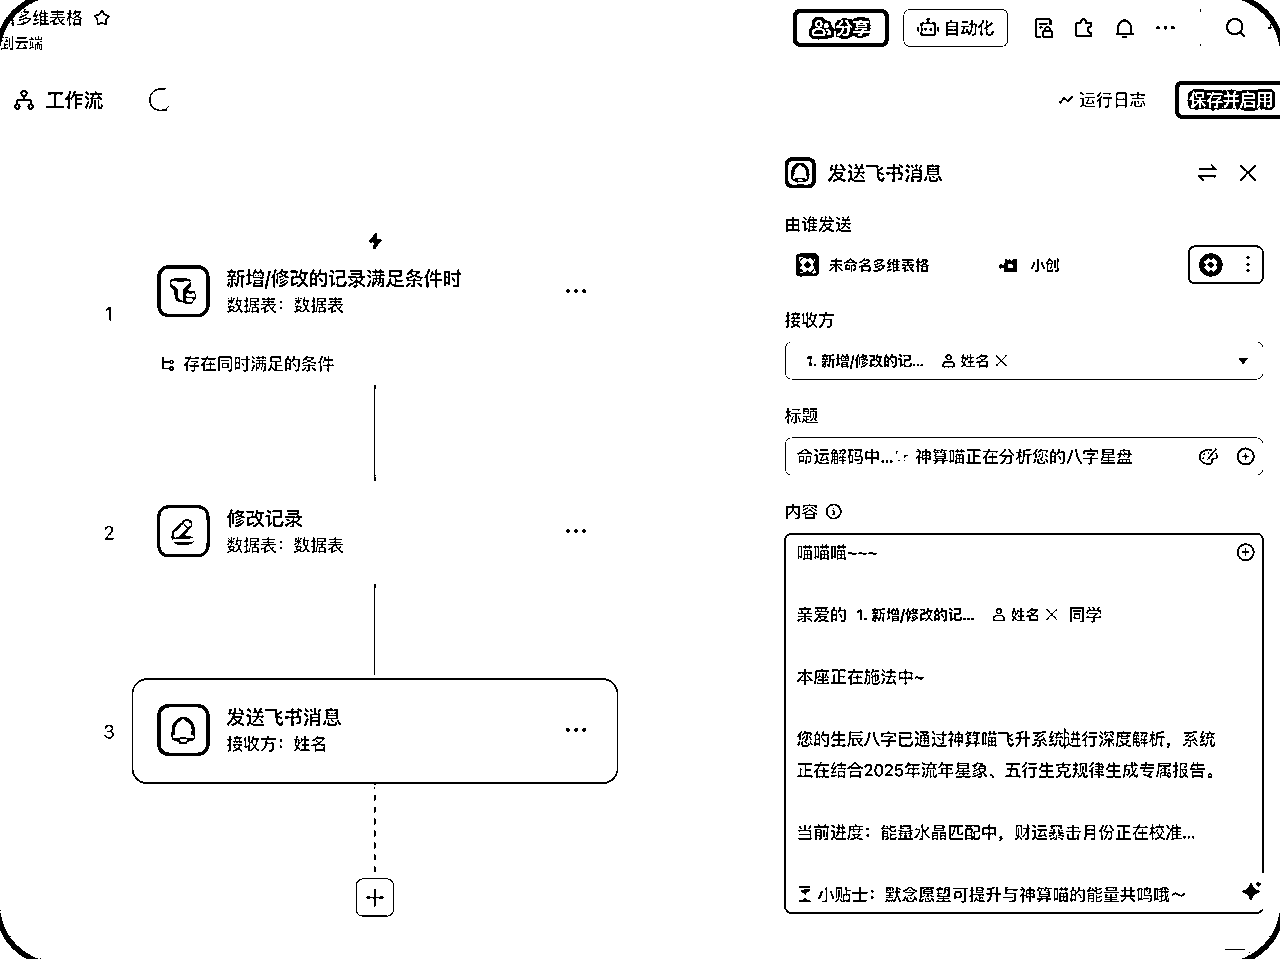 多维表格
到云端
分享
自动化
工作流
运行日志
保存并启用
发送飞书消息
由谁发送
未命名多维表格
小创
接收方
1. 新增/修改的记... 姓名
标题
命运解码中... 神算喵正在分析您的八字星盘
内容
喵喵喵~~~
亲爱的 1. 新增/修改的记... 姓名 同学
本座正在施法中~
您的生辰八字已通过神算喵飞升系统进行深度解析，系统
正在结合2025年流年星象、五行生克规律生成专属报告。
当前进度：能量水晶匹配中，财运暴击月份正在校准...
小贴士：默念愿望可提升与神算喵的能量共鸣哦~
1
新增/修改的记录满足条件时
数据表：数据表
存在同时满足的条件
2
修改记录
数据表：数据表
3
发送飞书消息
接收方：姓名